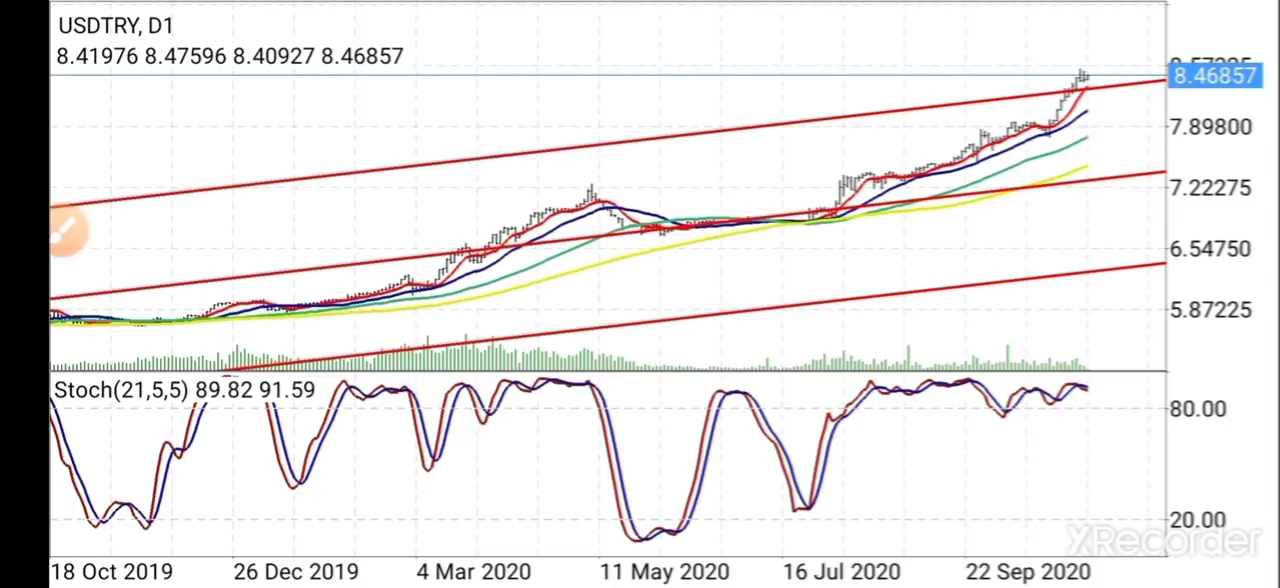 USDTRY, D1
8.41976 8.47596 8.40927 8.46857
8.46857
7.89800
7.22275
6.54750
5.87225
Stoch(21,5,5) 89.82 91.59
80.00
20.00
XRecorder
18 Oct 2019 26 Dec 2019 4 Mar 2020 11 May 2020 16 Jul 2020 22 Sep 2020